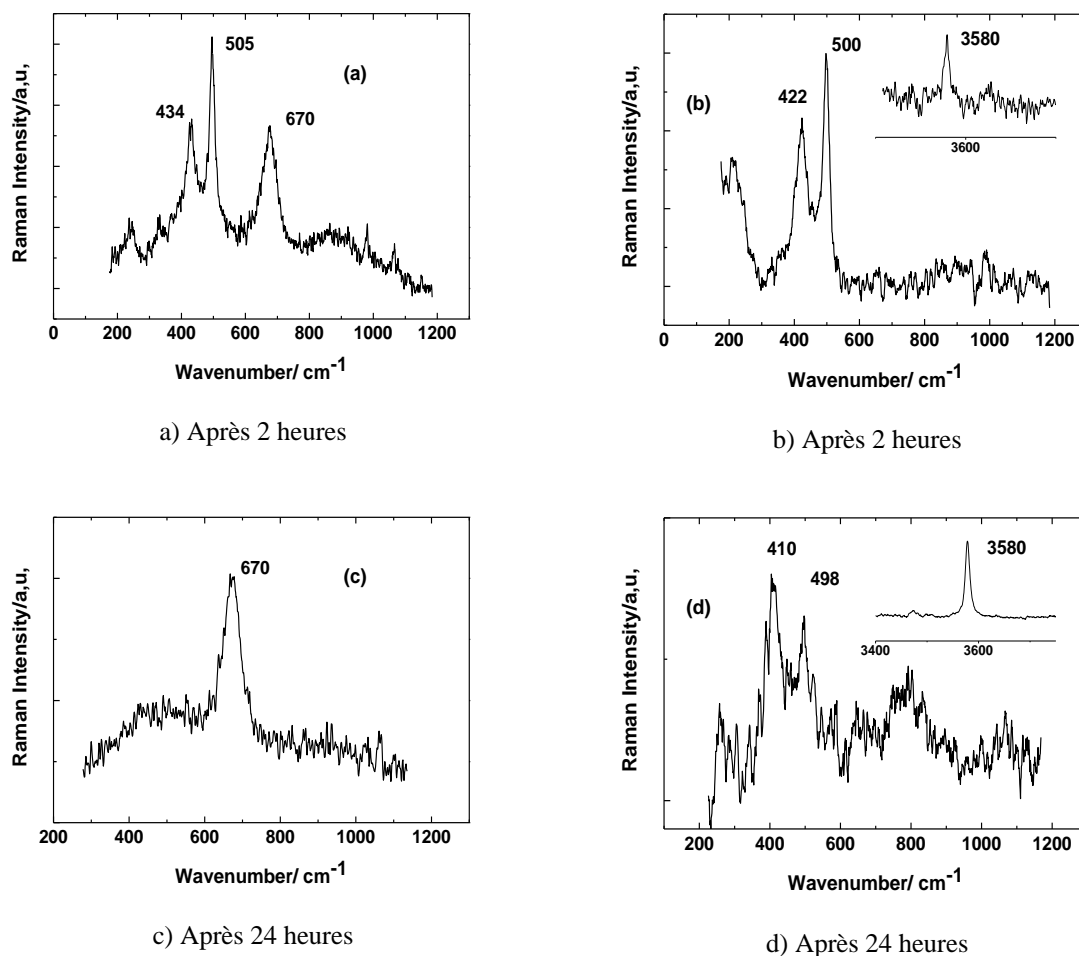 505
(a)
434
670
Raman Intensity/a,u,
0 200 400 600 800 1000 1200
Wavenumber/ cm-1
a) Après 2 heures
500
3580
(b)
422
3600
Raman Intensity/a,u,
0 200 400 600 800 1000 1200
Wavenumber/ cm-1
b) Après 2 heures
670
(c)
Raman Intensity/a,u,
200 400 600 800 1000 1200
Wavenumber/ cm-1
c) Après 24 heures
410
3580
498
(d)
3400 3600
Raman Intensity/a,u,
200 400 600 800 1000 1200
Wavenumber/ cm-1
d) Après 24 heures